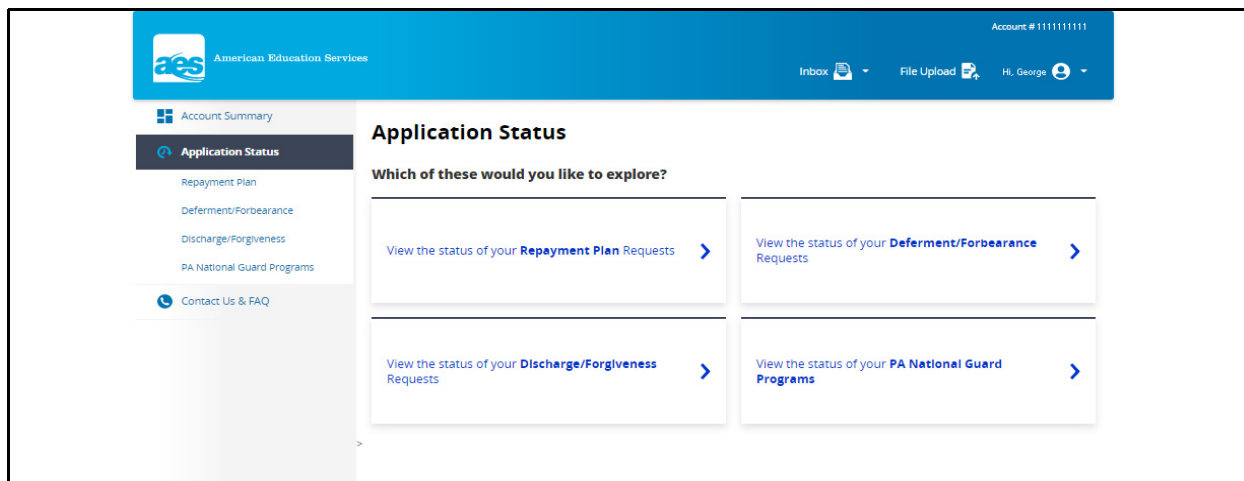 Account # 1111111111
aes
American Education Services
Inbox
File Upload
Hi, George
Account Summary
Application Status
Repayment Plan
Deferment/Forbearance
Discharge/Forgiveness
PA National Guard Programs
Contact Us & FAQ
Application Status
Which of these would you like to explore?
View the status of your Repayment Plan Requests
View the status of your Deferment/Forbearance
Requests
View the status of your Discharge/Forgiveness
Requests
View the status of your PA National Guard
Programs
>